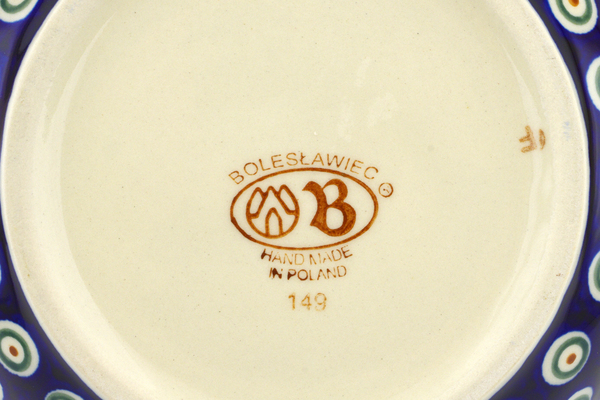 BOLESŁAWIEC
B
HAND MADE
IN POLAND
149